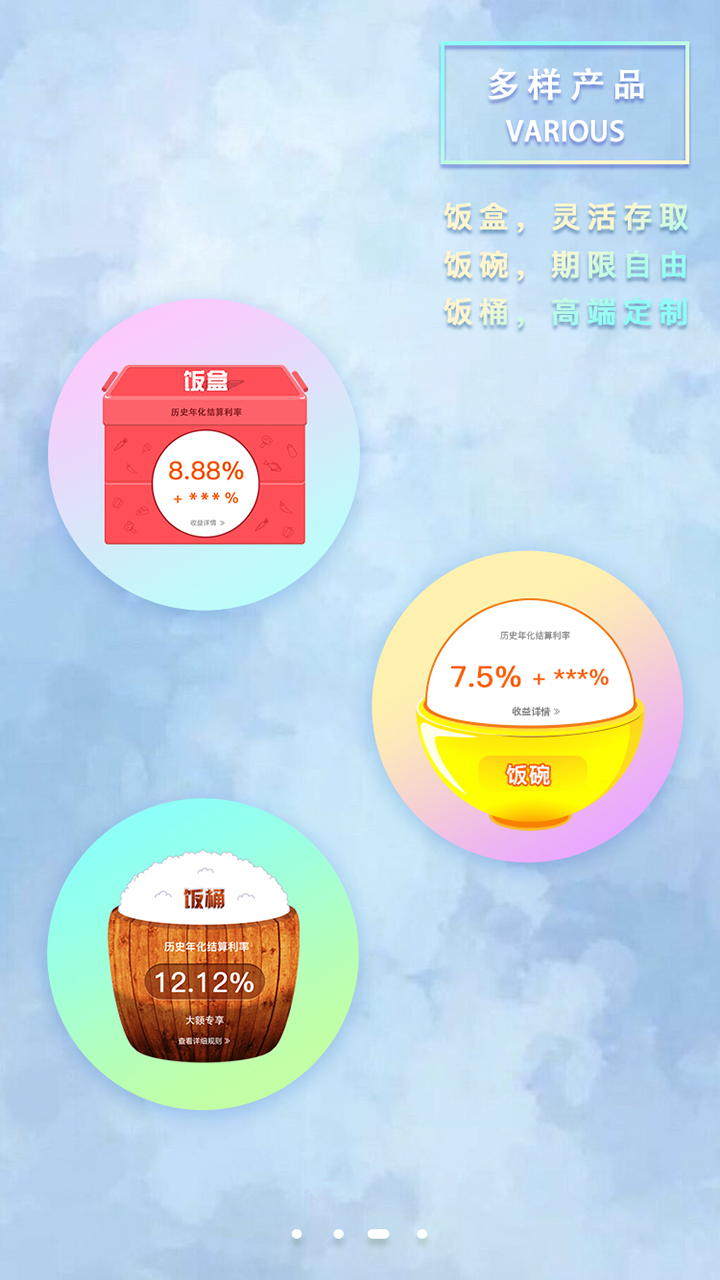 多样产品
VARIOUS
饭盒，灵活存取
饭碗，期限自由
饭桶，高端定制
饭盒
历史年化结算利率
8.88%
+ ***%
收益详情 》
历史年化结算利率
7.5% + ***%
收益详情 》
饭碗
饭桶
历史年化结算利率
12.12%
大额专享
查看详细规则 》